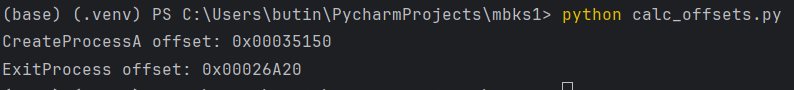 (base) (.venv) PS C:\Users\butin\PycharmProjects\mbks1> python calc_offsets.py
CreateProcessA offset: 0x00035150
ExitProcess offset: 0x00026A20